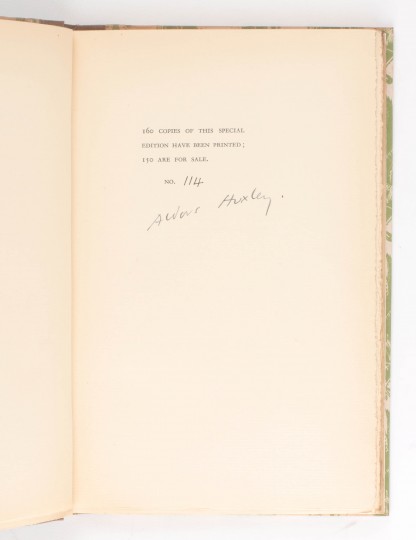 160 COPIES OF THIS SPECIAL
EDITION HAVE BEEN PRINTED;
150 ARE FOR SALE.
NO. 114
Aldous Huxley.